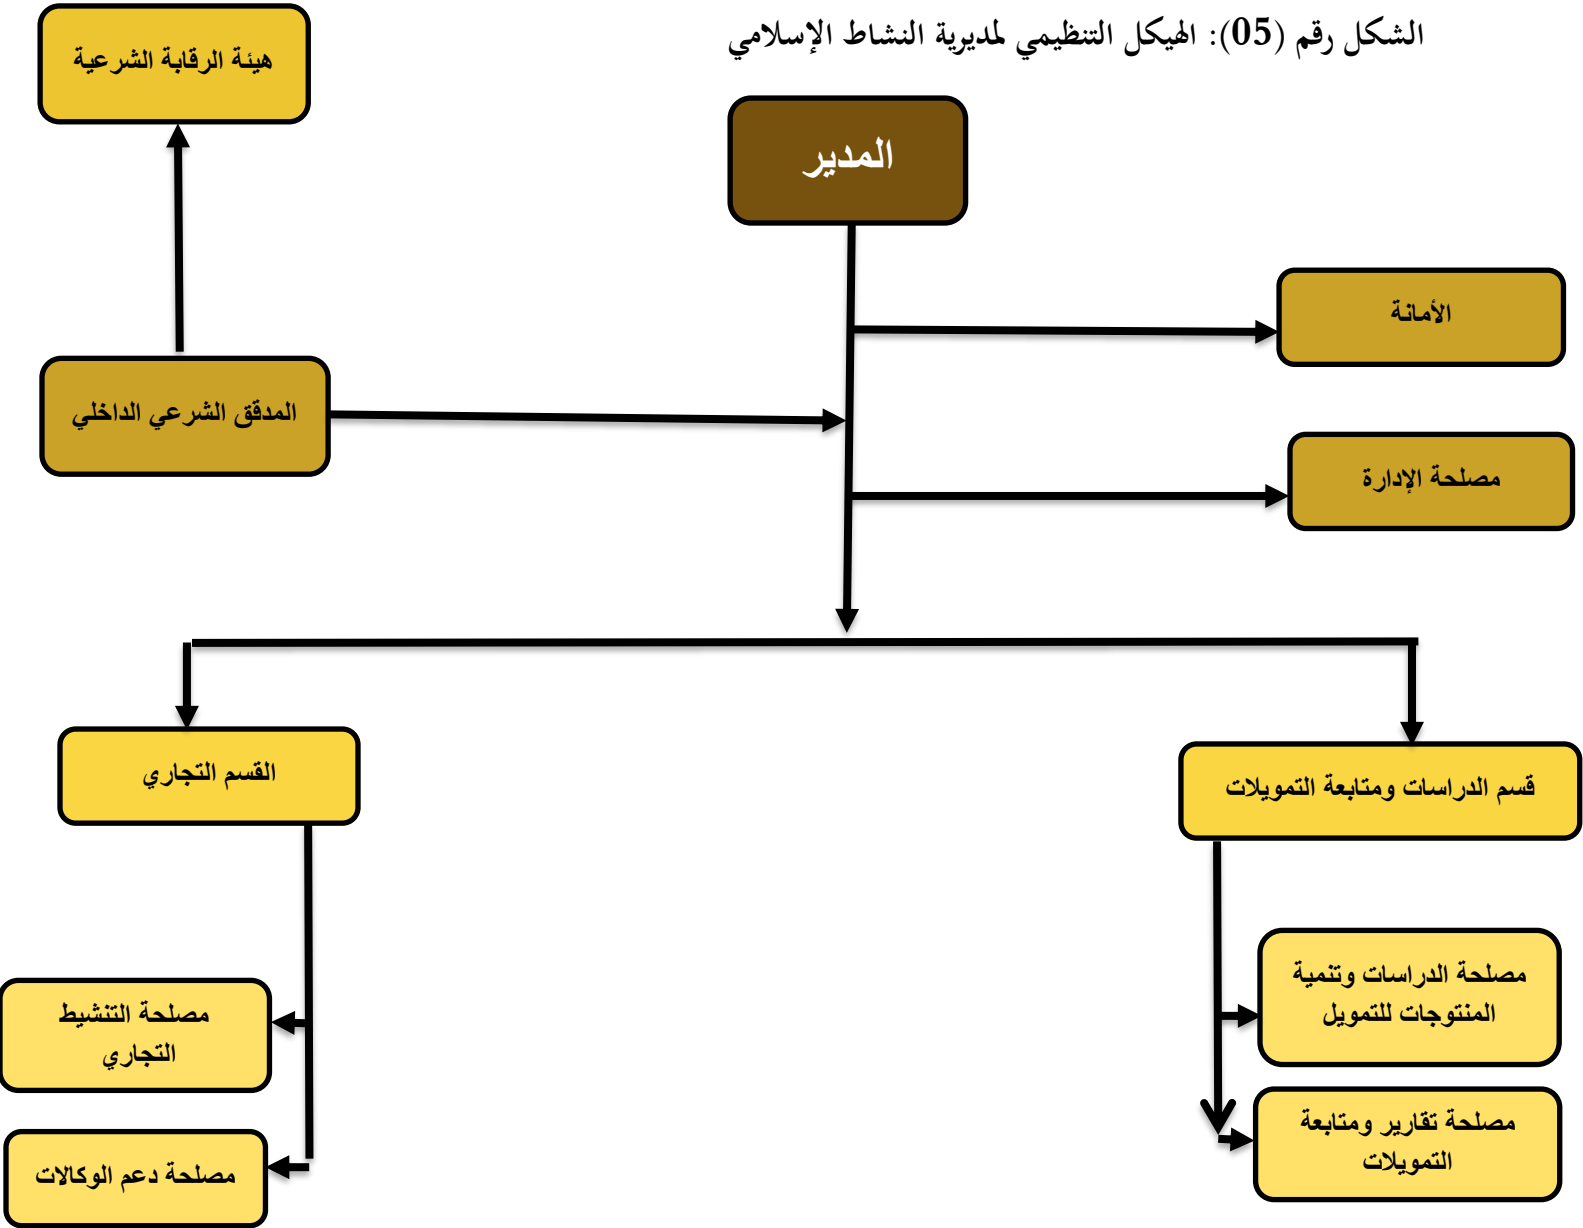 الشكل رقم (05): الهيكل التنظيمي لمديرية النشاط الإسلامي
هيئة الرقابة الشرعية
المدير
الأمانة
المدقق الشرعي الداخلي
مصلحة الإدارة
قسم الدراسات ومتابعة التمويلات
القسم التجاري
مصلحة الدراسات وتنمية
المنتوجات للتمويل
مصلحة تقارير ومتابعة
التمويلات
مصلحة التنشيط
التجاري
مصلحة دعم الوكالات